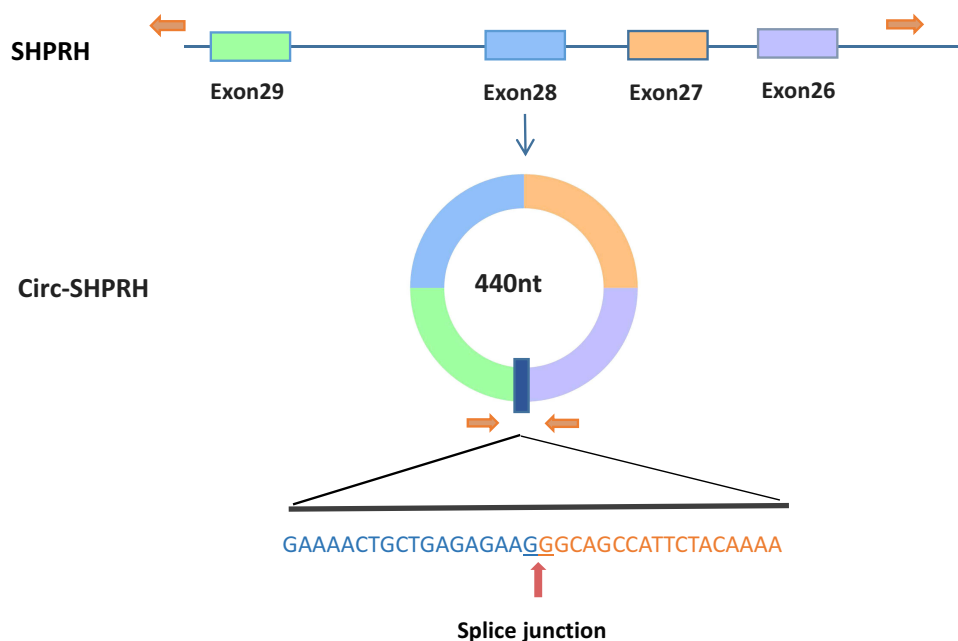 SHPRH
Exon29 Exon28 Exon27 Exon26
Circ-SHPRH
440nt
GAAAACTGCTGAGAGAAGGGCAGCCATTCTACAAAA
Splice junction